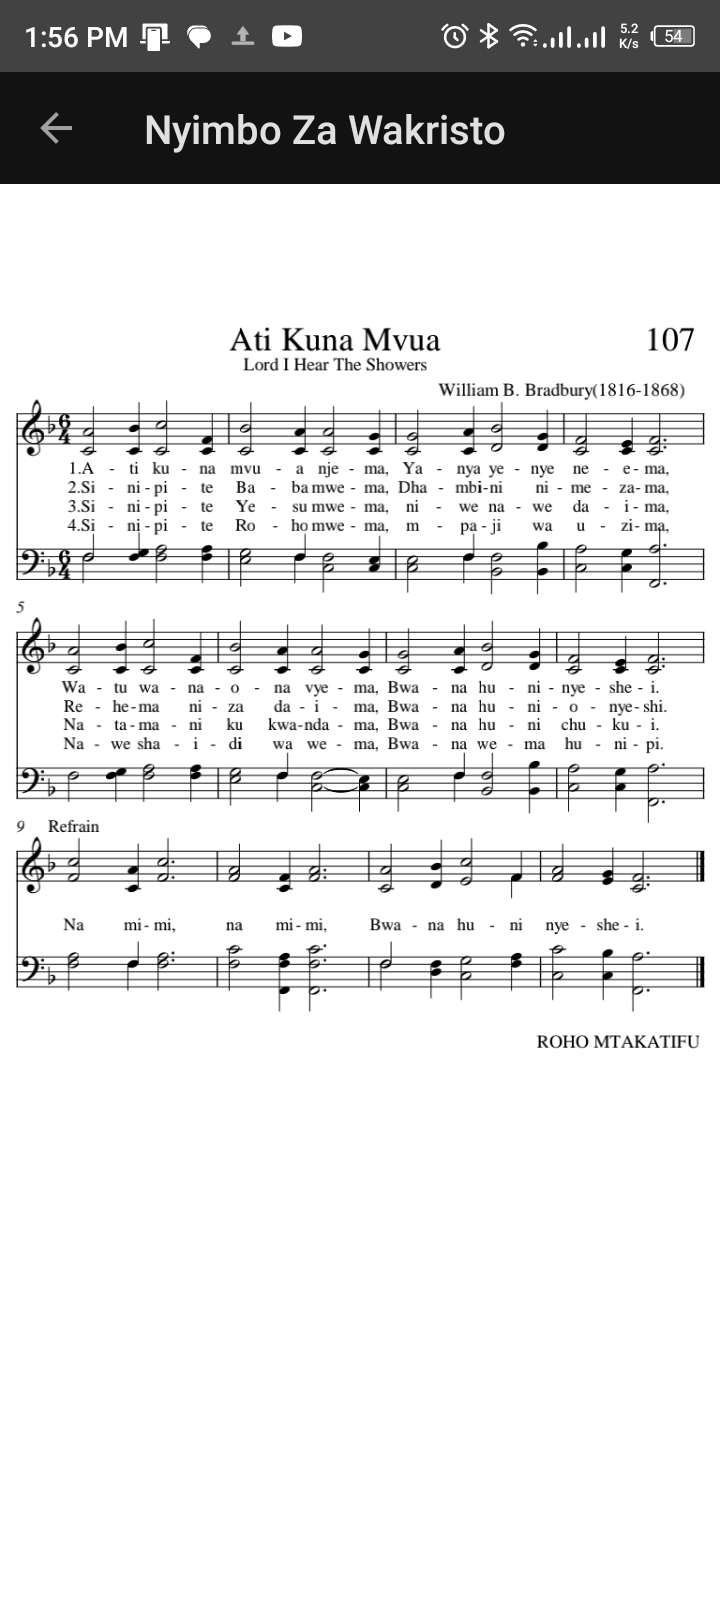 1:56 PM 5.2 K/s 54
Nyimbo Za Wakristo
Ati Kuna Mvua 107
Lord I Hear The Showers
William B. Bradbury(1816-1868)
6 4
1.A - ti ku - na mvu - a nje - ma, Ya - nya ye - nye ne - e - ma,
2.Si - ni - pi - te Ba - ba mwe - ma, Dha - mbi-ni ni - me - za- ma,
3.Si - ni - pi - te Ye - su mwe - ma, ni - we na - we da - i - ma,
4.Si - ni - pi - te Ro - ho mwe - ma, m - pa - ji wa u - zi- ma,
6 4
5
Wa - tu wa - na - o - na vye - ma, Bwa - na hu - ni - nye - she - i.
Re - he - ma ni - za da - i - ma, Bwa - na hu - ni - o - nye- shi.
Na - ta - ma - ni ku kwa-nda - ma, Bwa - na hu - ni chu - ku - i.
Na - we sha - i - di wa we - ma, Bwa - na we - ma hu - ni - pi.
9 Refrain
Na mi - mi, na mi - mi, Bwa - na hu - ni nye - she - i.
ROHO MTAKATIFU